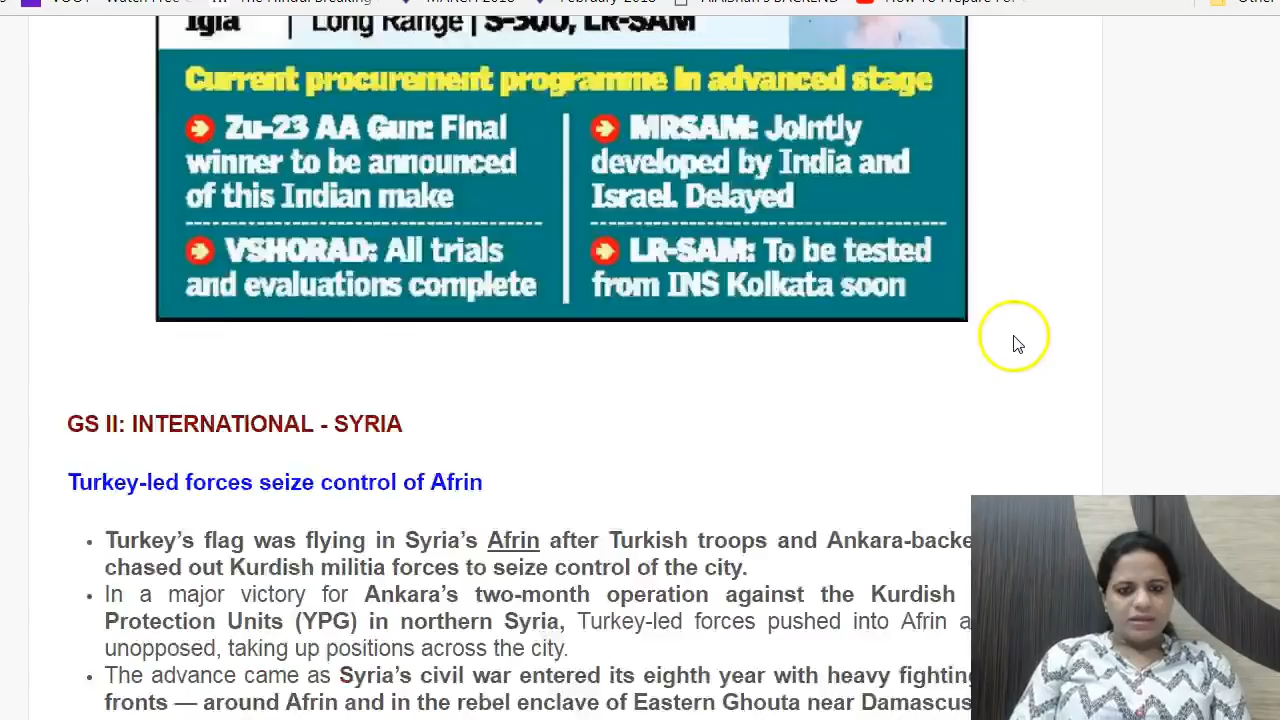 MARCH 2018
Igla | Long Range | S-300, LR-SAM
Current procurement programme in advanced stage
Zu-23 AA Gun: Final
winner to be announced
of this Indian make
MRSAM: Jointly
developed by India and
Israel. Delayed
VSHORAD: All trials
and evaluations complete
LR-SAM: To be tested
from INS Kolkata soon
GS II: INTERNATIONAL - SYRIA
Turkey-led forces seize control of Afrin
• Turkey’s flag was flying in Syria’s Afrin after Turkish troops and Ankara-backe
chased out Kurdish militia forces to seize control of the city.
• In a major victory for Ankara’s two-month operation against the Kurdish
Protection Units (YPG) in northern Syria, Turkey-led forces pushed into Afrin a
unopposed, taking up positions across the city.
• The advance came as Syria’s civil war entered its eighth year with heavy fighting
fronts — around Afrin and in the rebel enclave of Eastern Ghouta near Damascus